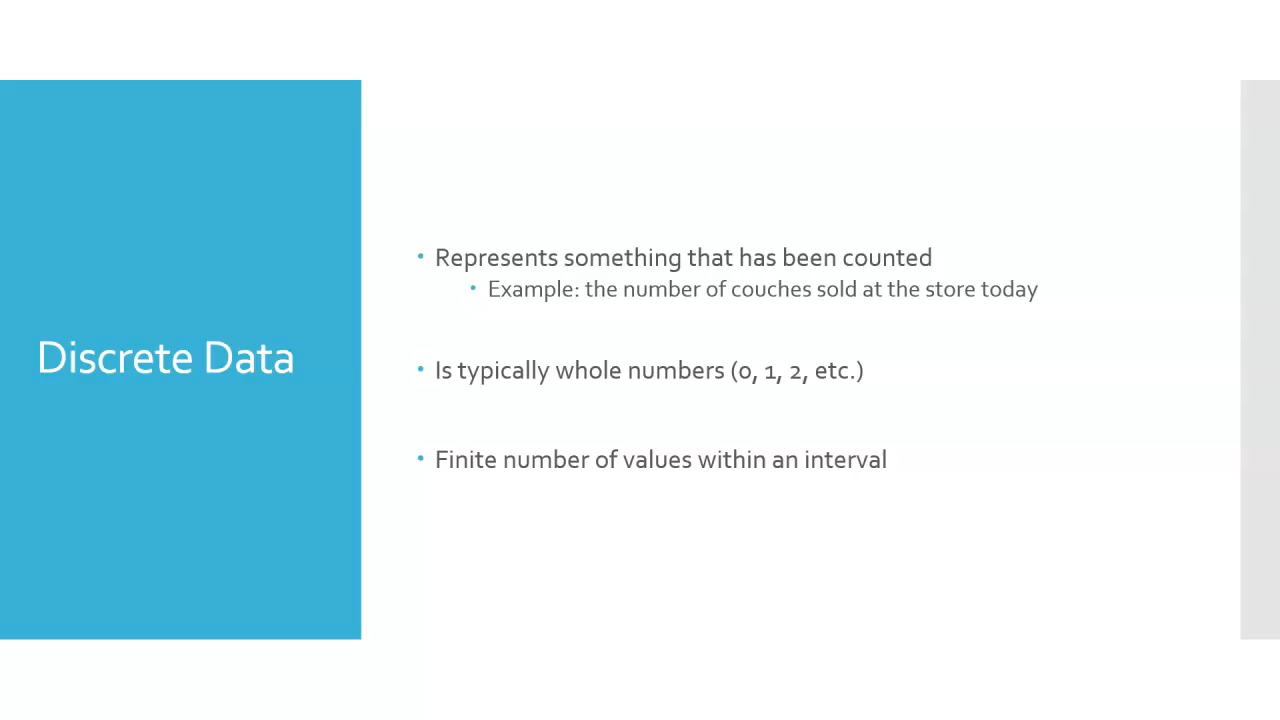 Discrete Data
• Represents something that has been counted
• Example: the number of couches sold at the store today
• Is typically whole numbers (0, 1, 2, etc.)
• Finite number of values within an interval